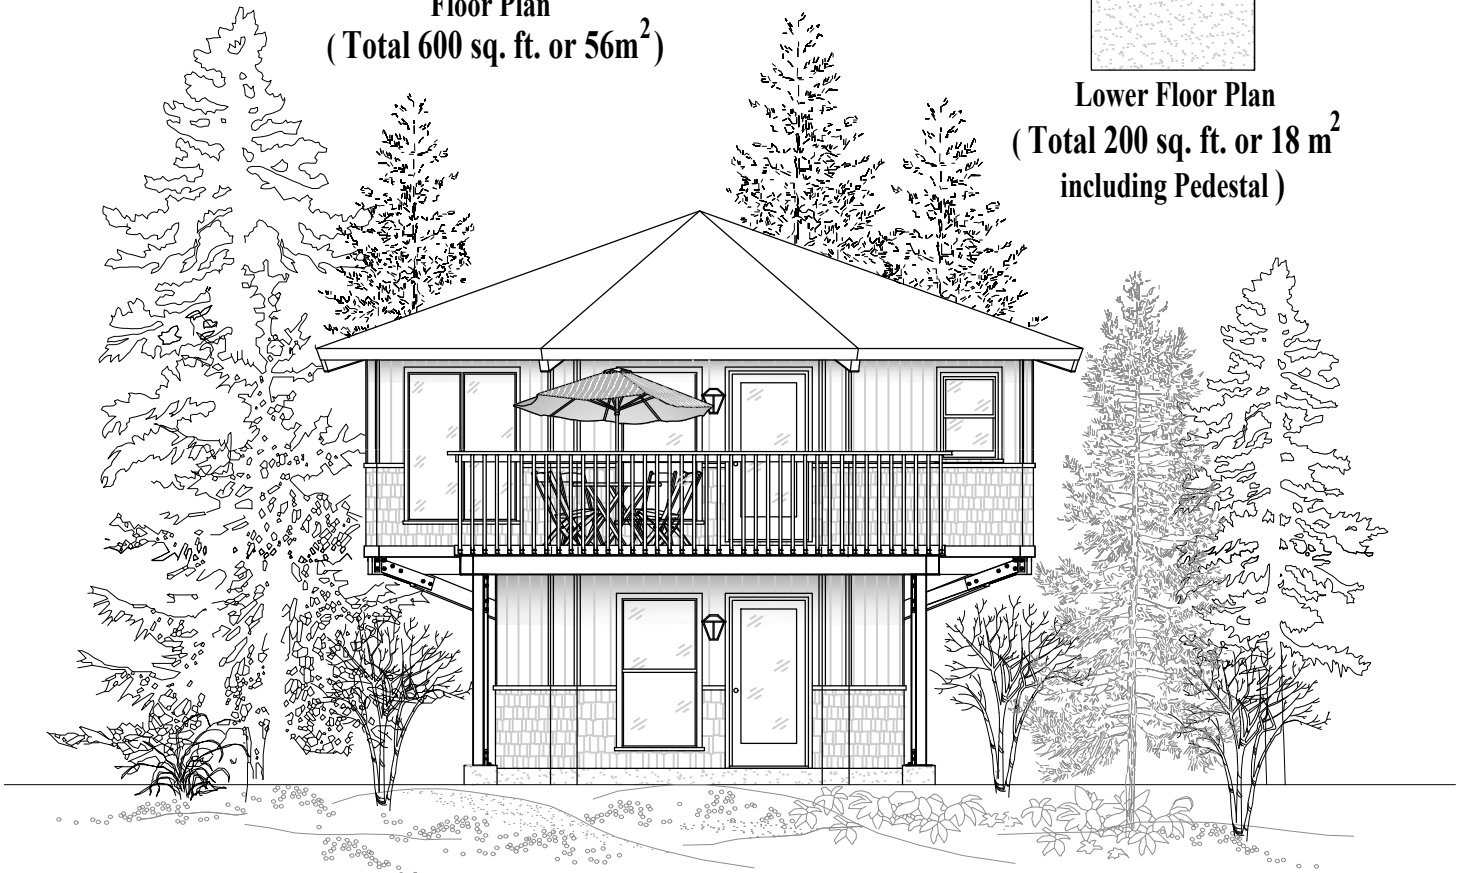 Floor Plan
( Total 600 sq. ft. or 56m²)
Lower Floor Plan
( Total 200 sq. ft. or 18 m²
including Pedestal )